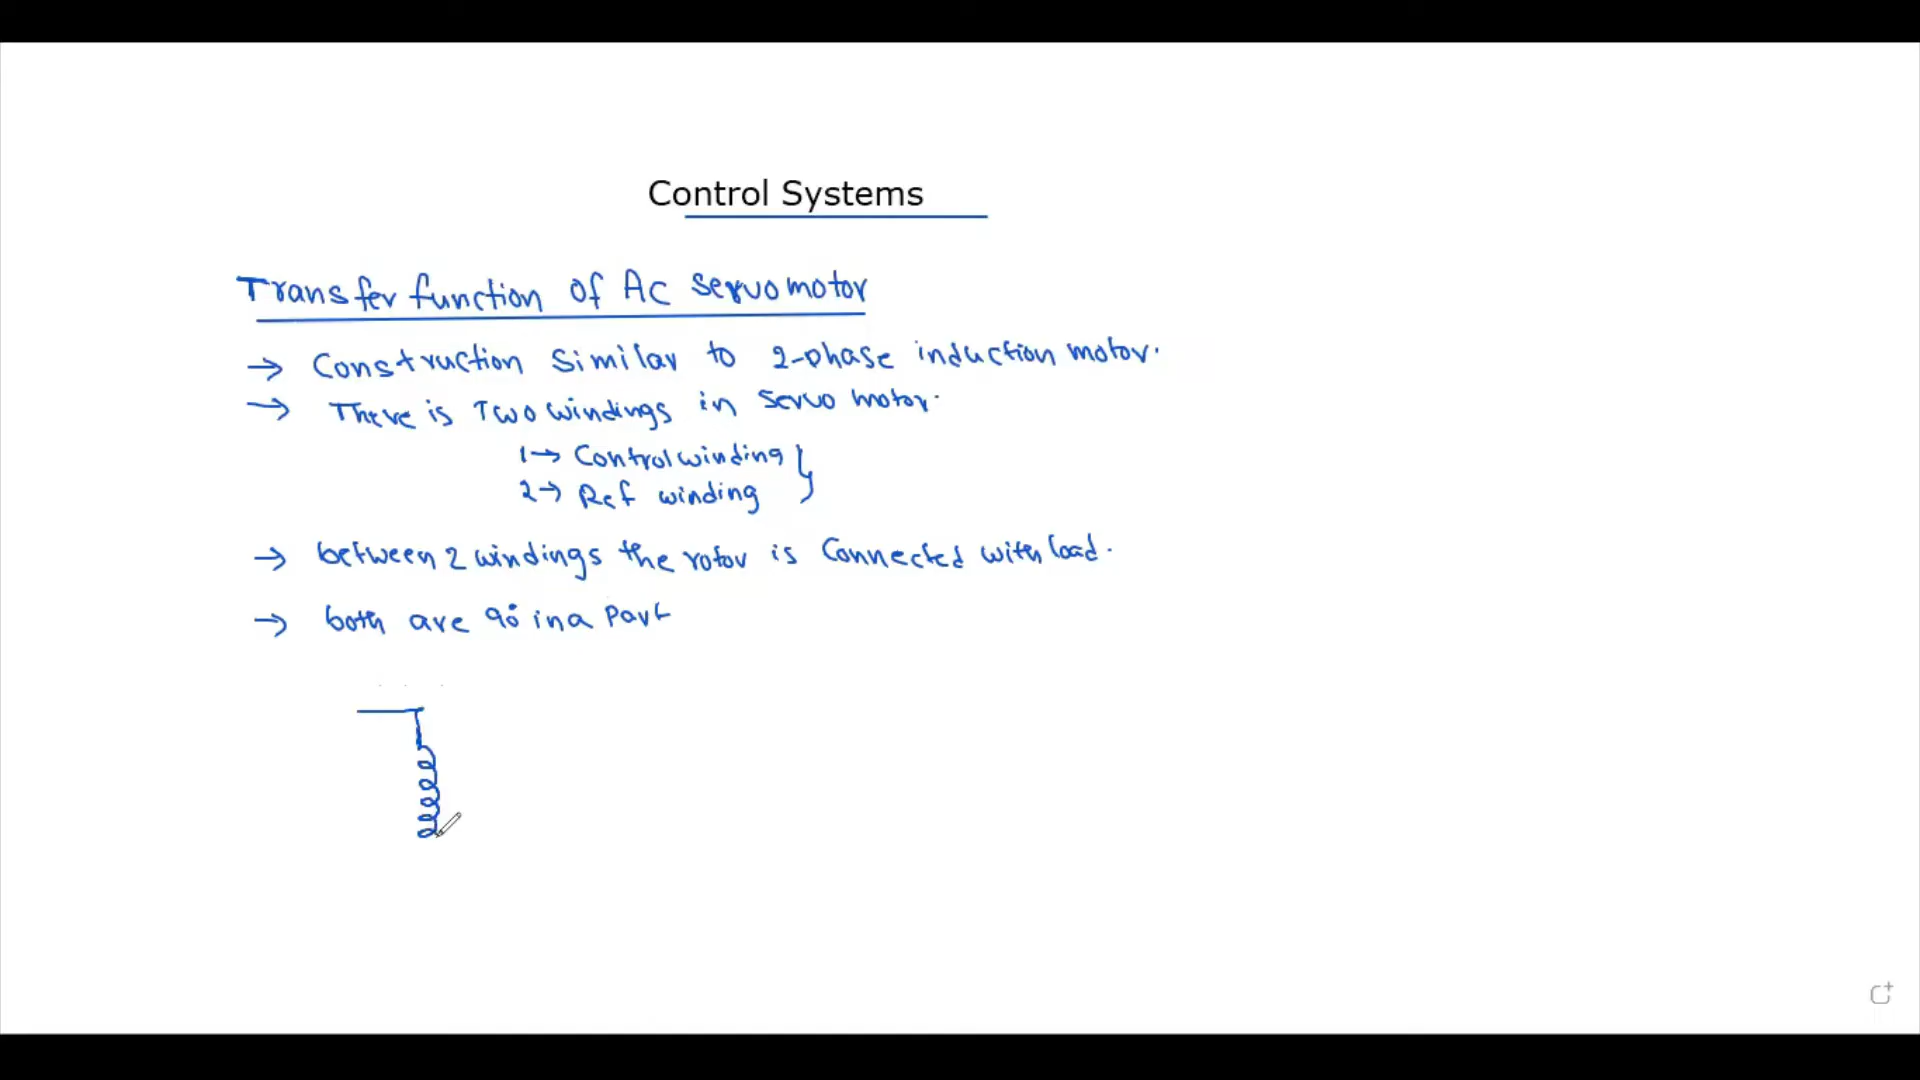 Control Systems
Transfer function of Ac servomotor
→ Construction similar to 2-phase induction motor.
→ There is Two windings in servo motor.
1→ Control winding
2→ Ref winding
→ between 2 windings the rotor is Connected with load.
→ both are 90° in a Part